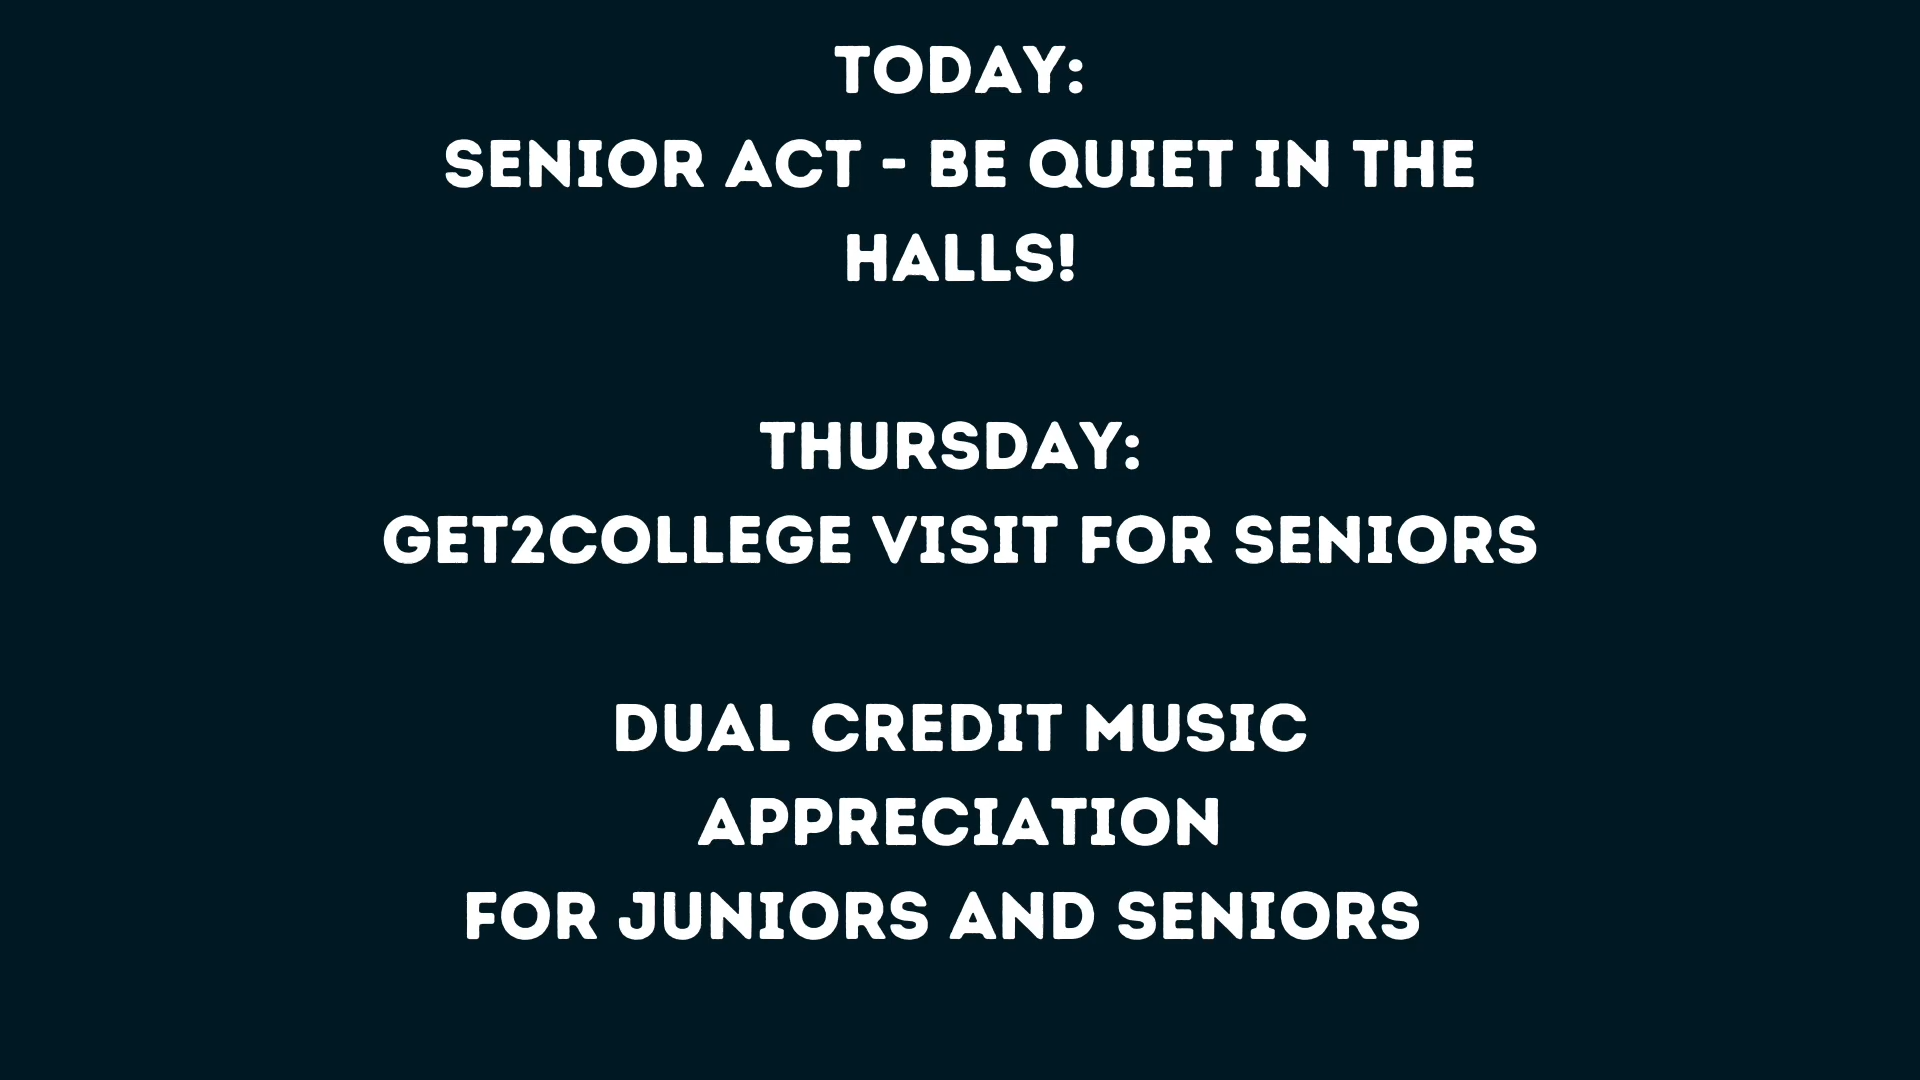 TODAY:
SENIOR ACT - BE QUIET IN THE
HALLS!
THURSDAY:
GET2COLLEGE VISIT FOR SENIORS
DUAL CREDIT MUSIC
APPRECIATION
FOR JUNIORS AND SENIORS